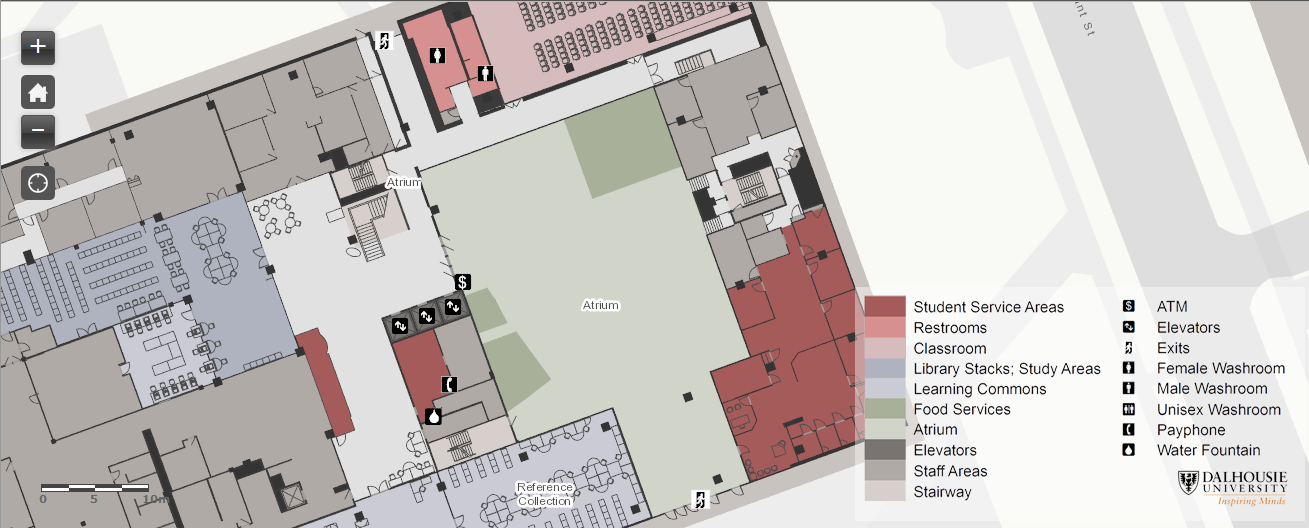 nt St
+
−
Atrium
$
Atrium
Reference
Collection
0 5 10m
Student Service Areas
Restrooms
Classroom
Library Stacks; Study Areas
Learning Commons
Food Services
Atrium
Elevators
Staff Areas
Stairway
$ ATM
Elevators
Exits
Female Washroom
Male Washroom
Unisex Washroom
Payphone
Water Fountain
DALHOUSIE
UNIVERSITY
Inspiring Minds